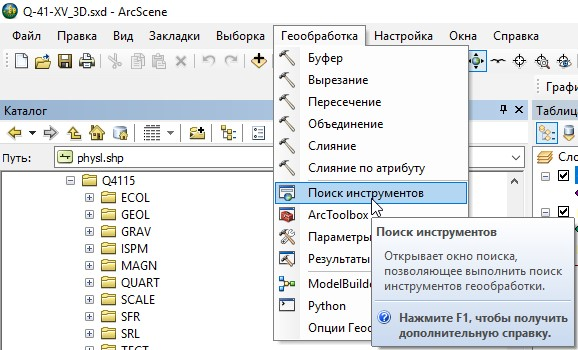 Q-41-XV_3D.sxd - ArcScene
Файл Правка Вид Закладки Выборка Геообработка Настройка Окна Справка
Графи
Каталог
Таблица
Путь: physl.shp
Q4115
ECOL
GEOL
GRAV
ISPM
MAGN
QUART
SCALE
SFR
SRL
Буфер
Вырезание
Пересечение
Объединение
Слияние
Слияние по атрибуту
Поиск инструментов
ArcToolbox
Параметры
Результаты
ModelBuilde
Python
Опции Геос
Сло
Поиск инструментов
Открывает окно поиска,
позволяющее выполнить поиск
инструментов геообработки.
Нажмите F1, чтобы получить
дополнительную справку.